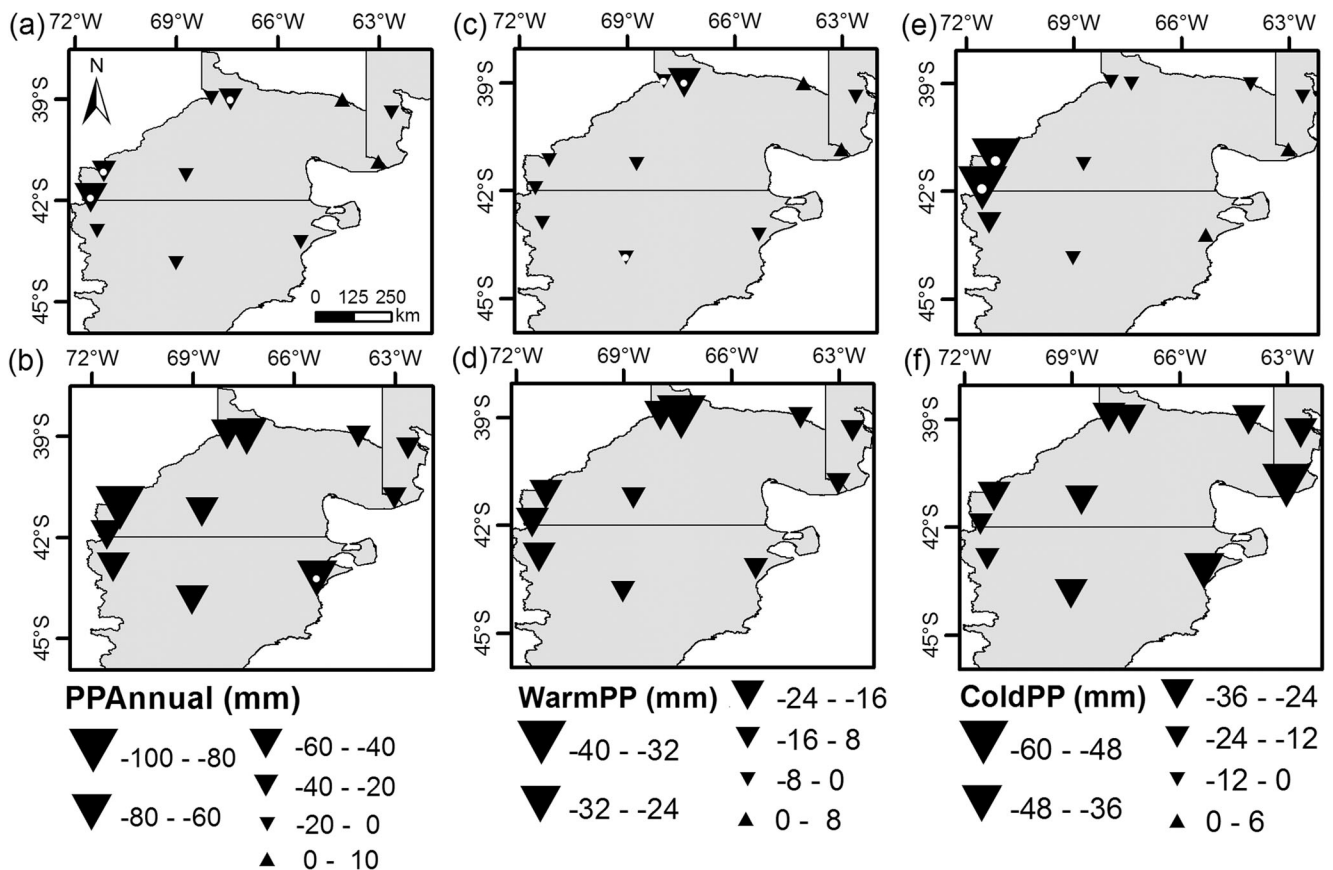 (a)
72°W 69°W 66°W 63°W
N
39°S
42°S
45°S
0 125 250
km
(c)
72°W 69°W 66°W 63°W
39°S
42°S
45°S
(e)
72°W 69°W 66°W 63°W
39°S
42°S
45°S
(b)
72°W 69°W 66°W 63°W
39°S
42°S
45°S
(d)
72°W 69°W 66°W 63°W
39°S
42°S
45°S
(f)
72°W 69°W 66°W 63°W
39°S
42°S
45°S
PPAnnual (mm)
-100 - -80
-80 - -60
-60 - -40
-40 - -20
-20 - 0
0 - 10
WarmPP (mm)
-40 - -32
-32 - -24
-24 - -16
-16 - 8
-8 - 0
0 - 8
ColdPP (mm)
-60 - -48
-48 - -36
-36 - -24
-24 - -12
-12 - 0
0 - 6